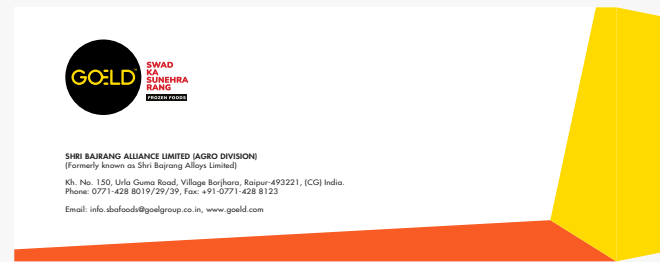 GOELD
SWAD
KA
SUNEHRA
RANG
FROZEN FOODS
SHRI BAJRANG ALLIANCE LIMITED (AGRO DIVISION)
(Formerly known as Shri Bajrang Alloys Limited)
Kh. No. 150, Urla Guma Road, Village Borjhara, Raipur-493221, (CG) India.
Phone: 0771-428 8019/29/39, Fax: +91-0771-428 8123
Email: info.sbafoods@goelgroup.co.in, www.goeld.com